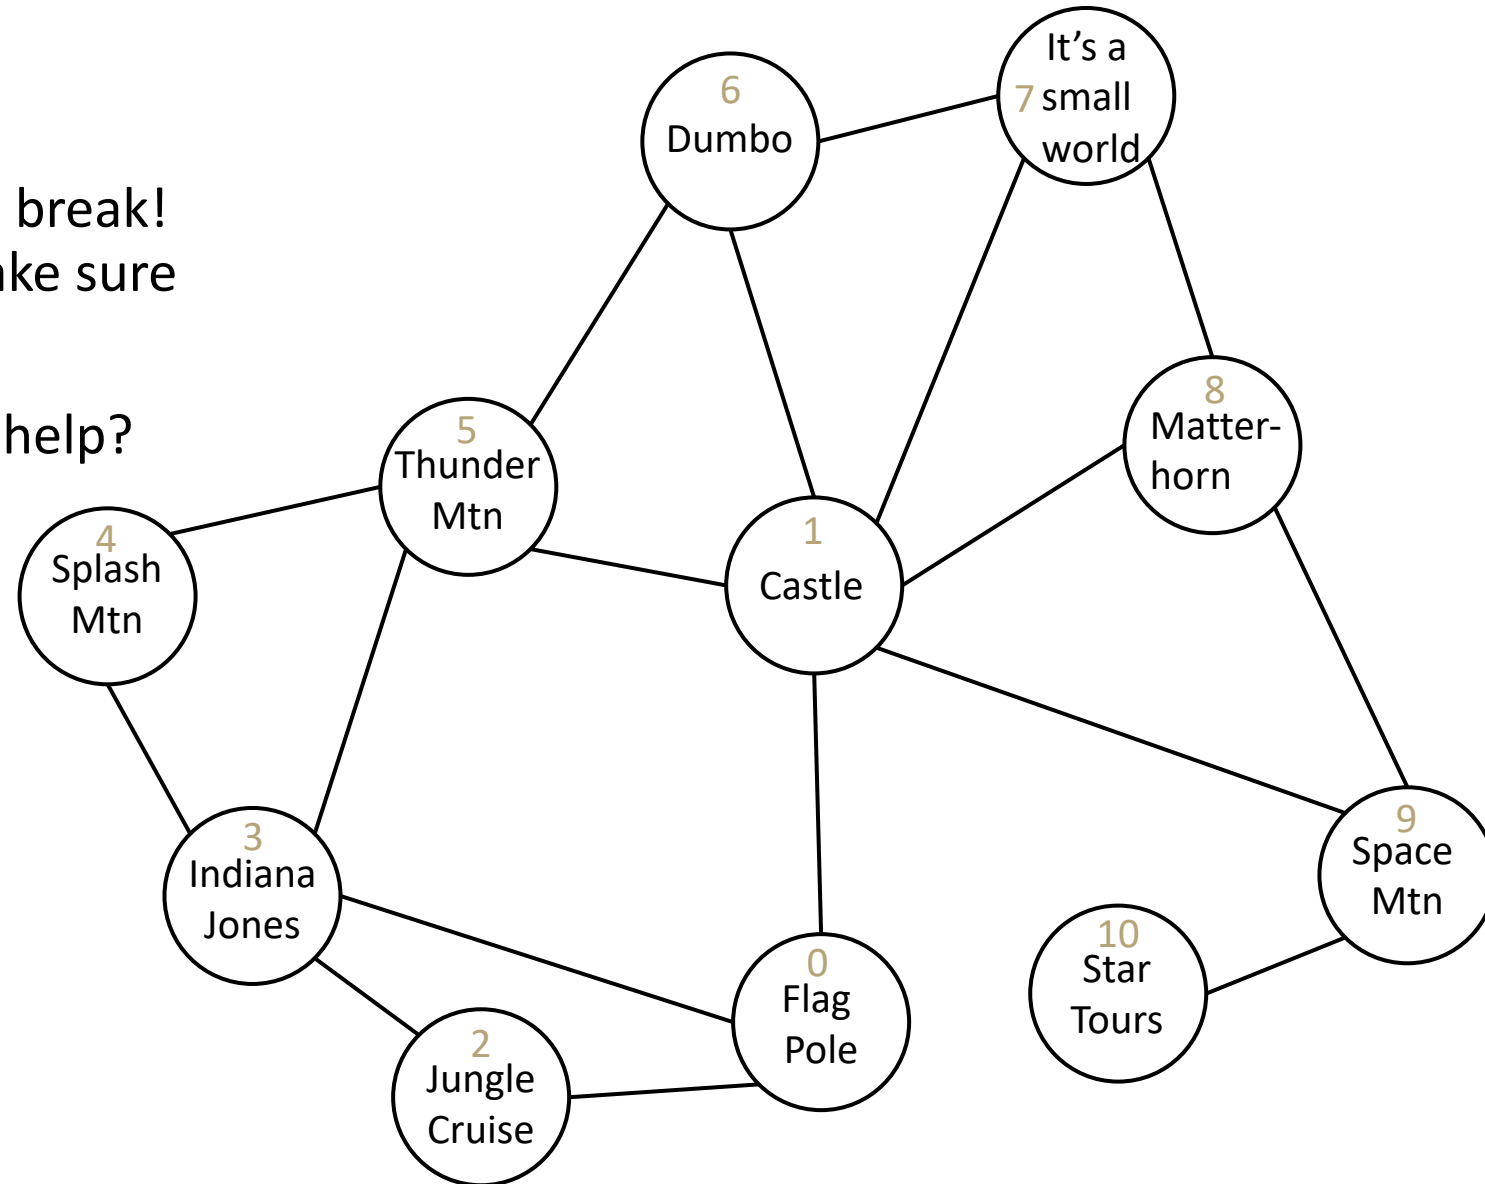 break!
ake sure
help?
6
Dumbo
It's a
7 small
world
5
Thunder
Mtn
8
Matter-
horn
4
Splash
Mtn
1
Castle
3
Indiana
Jones
9
Space
Mtn
10
Star
Tours
0
Flag
Pole
2
Jungle
Cruise